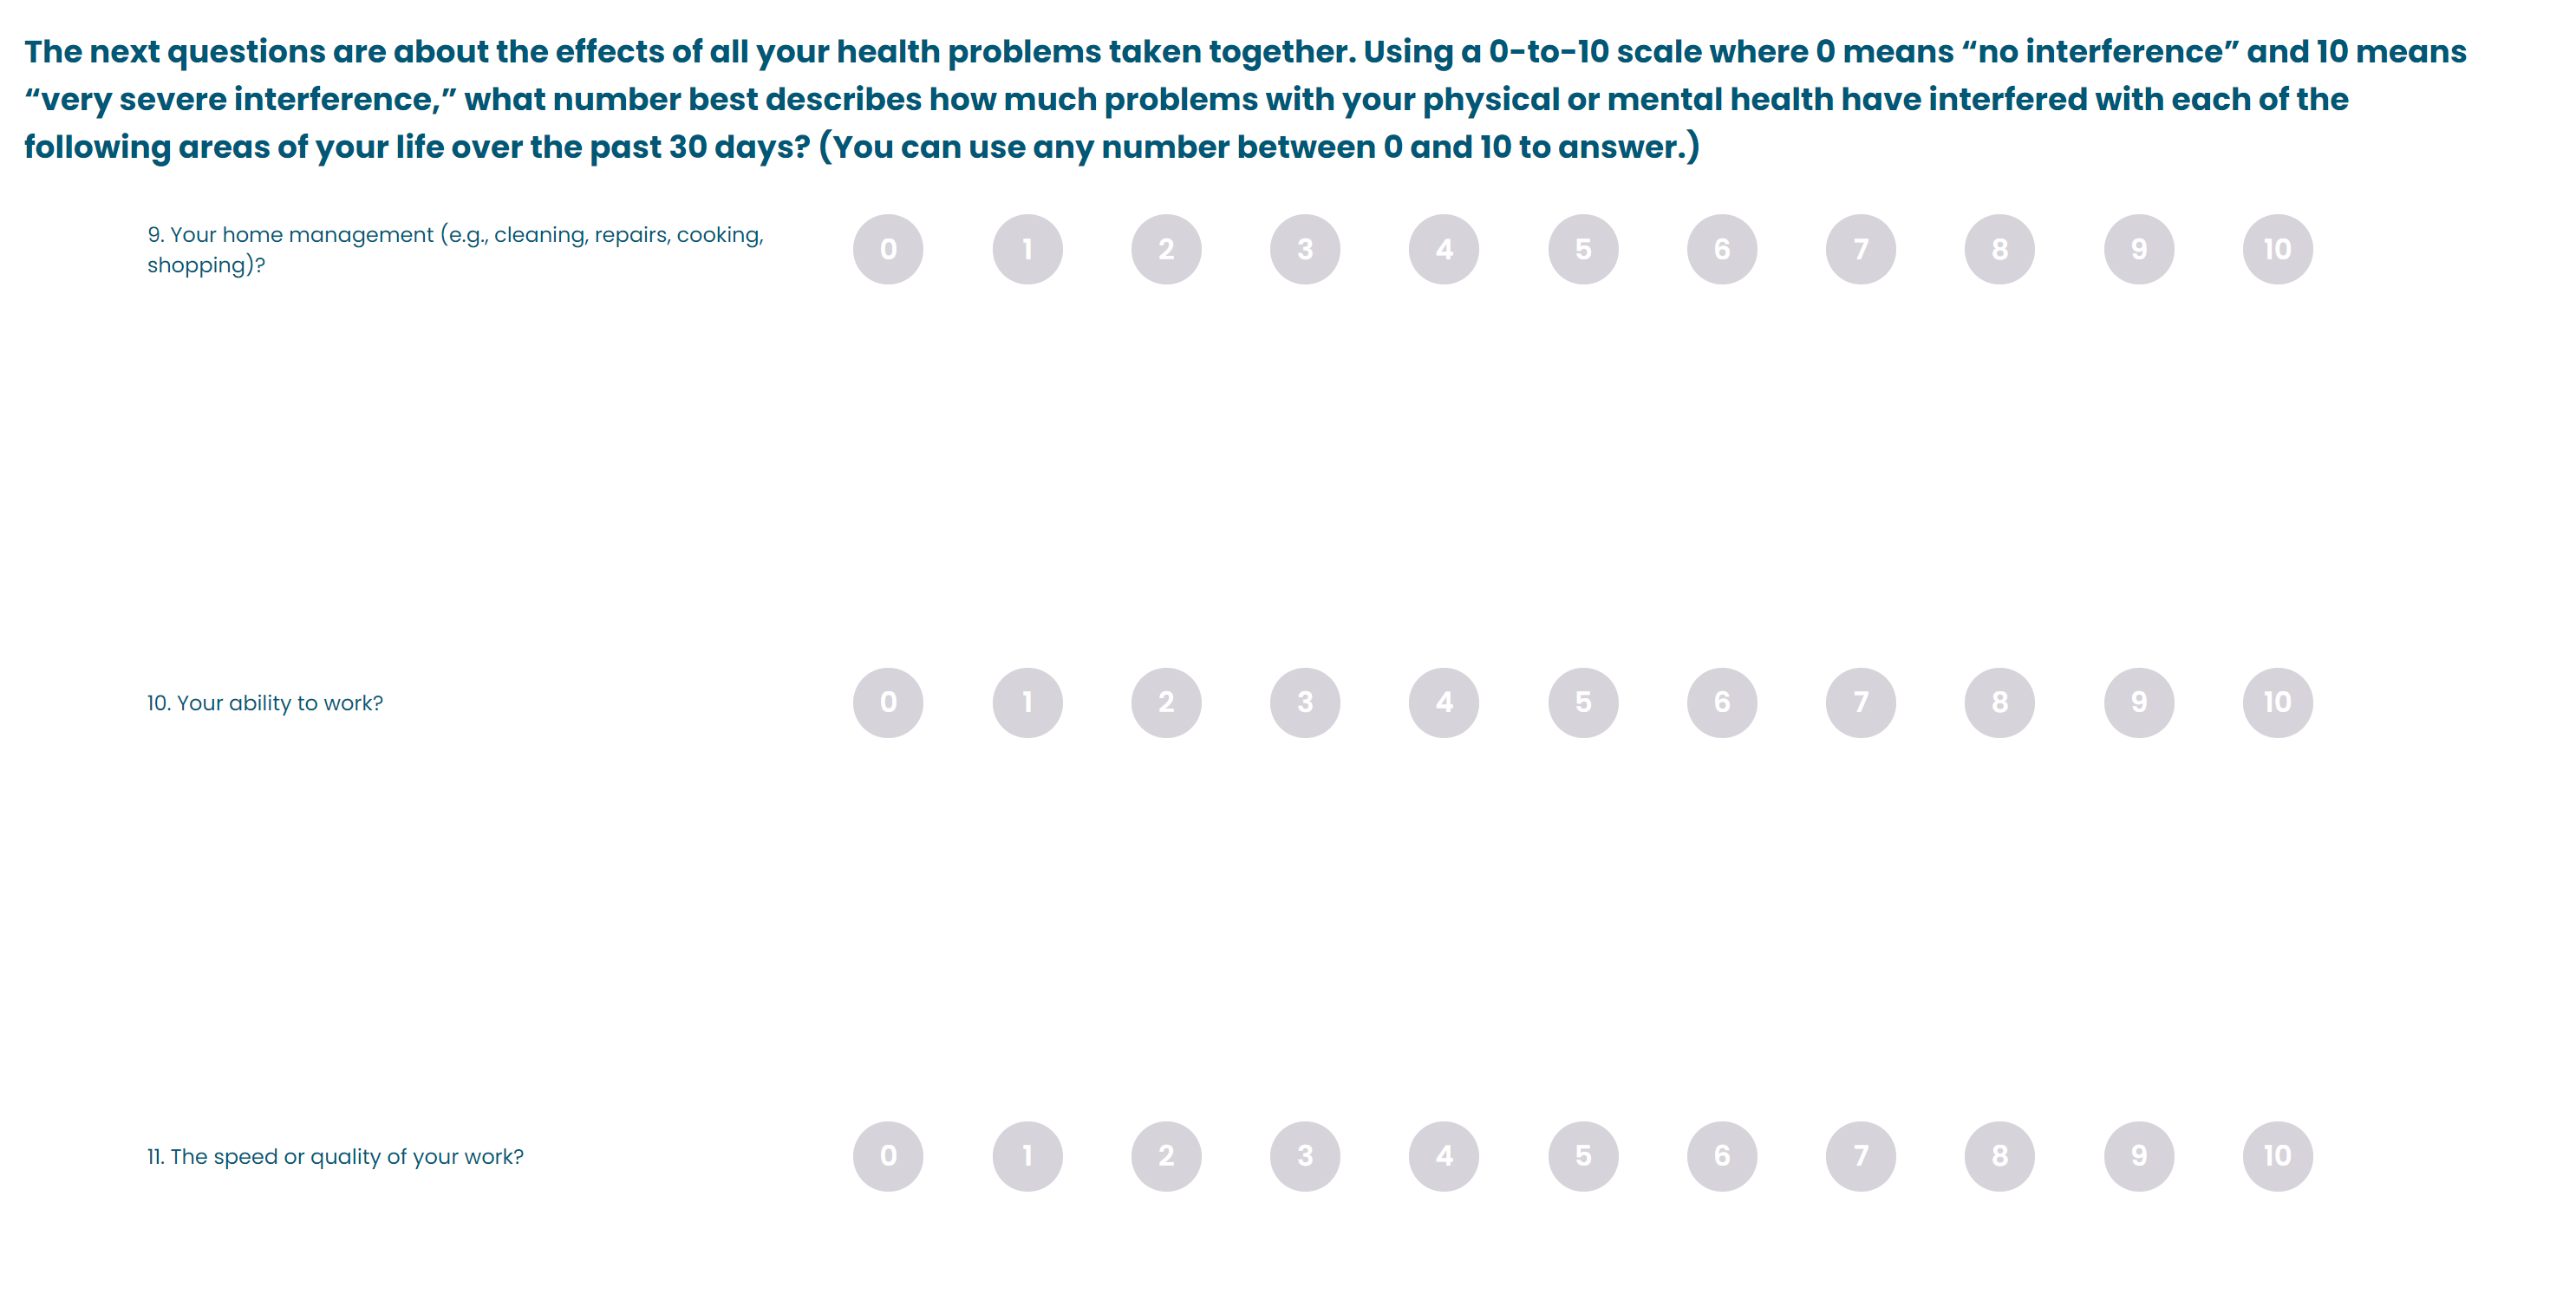 The next questions are about the effects of all your health problems taken together. Using a 0-to-10 scale where 0 means “no interference” and 10 means
“very severe interference,” what number best describes how much problems with your physical or mental health have interfered with each of the
following areas of your life over the past 30 days? (You can use any number between 0 and 10 to answer.)
9. Your home management (e.g., cleaning, repairs, cooking,
shopping)?
0 1 2 3 4 5 6 7 8 9 10
10. Your ability to work?
0 1 2 3 4 5 6 7 8 9 10
11. The speed or quality of your work?
0 1 2 3 4 5 6 7 8 9 10